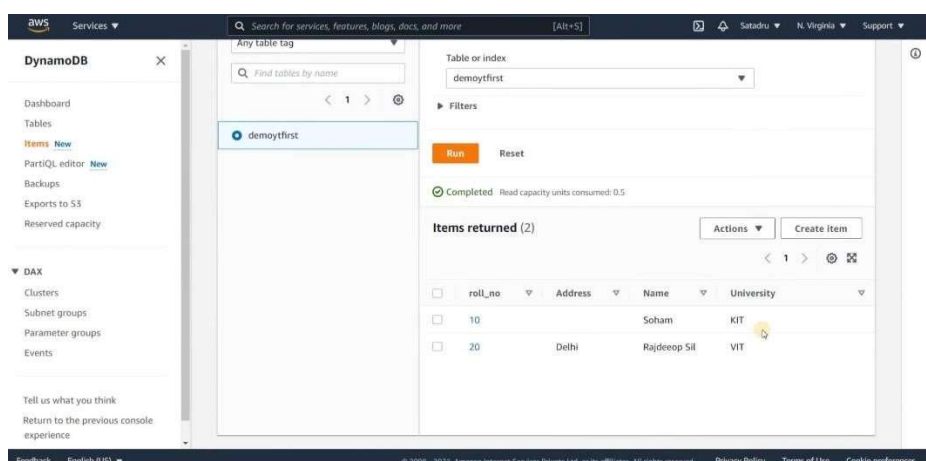 aws Services ▼ Search for services, features, blogs, docs, and more [Alt+S] Satadru ▼ N. Virginia ▼ Support ▼
DynamoDB
Dashboard
Tables
Items New
PartiQL editor New
Backups
Exports to S3
Reserved capacity
▼ DAX
Clusters
Subnet groups
Parameter groups
Events
Tell us what you think
Return to the previous console
experience
Any table tag
Find tables by name
< 1 >
demoytfirst
Table or index
demoytfirst
▶ Filters
Run Reset
Completed Read capacity units consumed: 0.5
Items returned (2)
Actions ▼ Create item
< 1 >
roll_no Address Name University
10 Soham KIT
20 Delhi Rajdeeop Sil VIT
Feedback English (US) ▼ Privacy Policy Terms of Use Cookie preferences